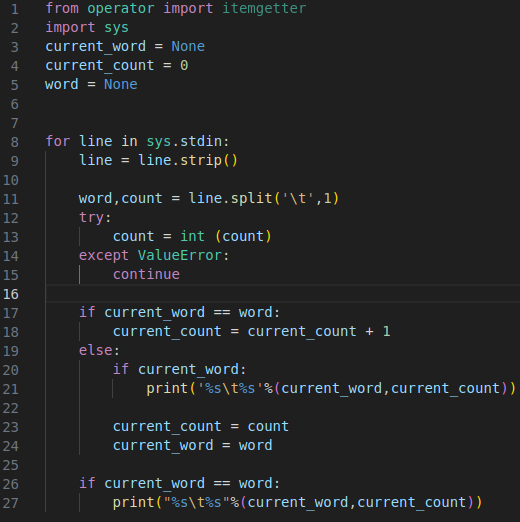 1 from operator import itemgetter
2 import sys
3 current_word = None
4 current_count = 0
5 word = None
6
7
8 for line in sys.stdin:
9     line = line.strip()
10
11     word,count = line.split('\t',1)
12     try:
13         count = int (count)
14     except ValueError:
15         continue
16
17     if current_word == word:
18         current_count = current_count + 1
19     else:
20         if current_word:
21             print('%s\t%s'%(current_word,current_count))
22
23         current_count = count
24         current_word = word
25
26     if current_word == word:
27         print("%s\t%s"%(current_word,current_count))